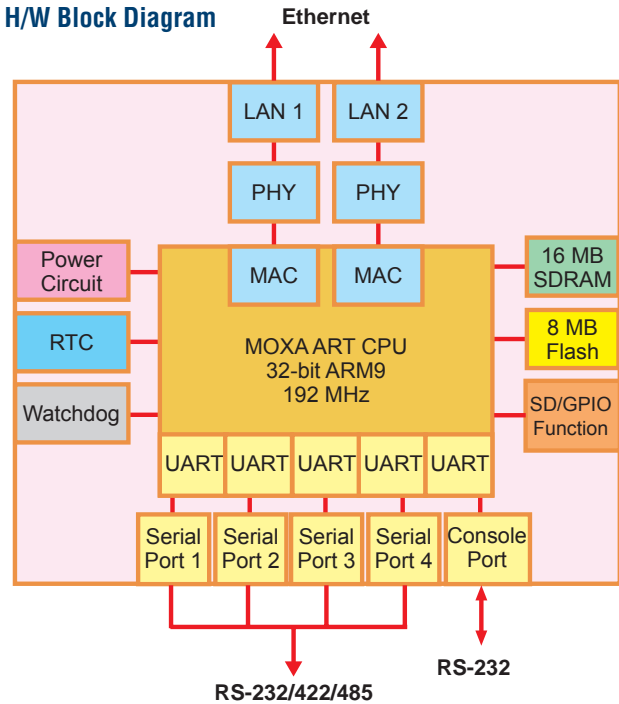 H/W Block Diagram
Ethernet
LAN 1
LAN 2
PHY
PHY
Power
Circuit
MAC
MAC
16 MB
SDRAM
RTC
MOXA ART CPU
32-bit ARM9
192 MHz
8 MB
Flash
Watchdog
SD/GPIO
Function
UART
UART
UART
UART
UART
Serial
Port 1
Serial
Port 2
Serial
Port 3
Serial
Port 4
Console
Port
RS-232
RS-232/422/485